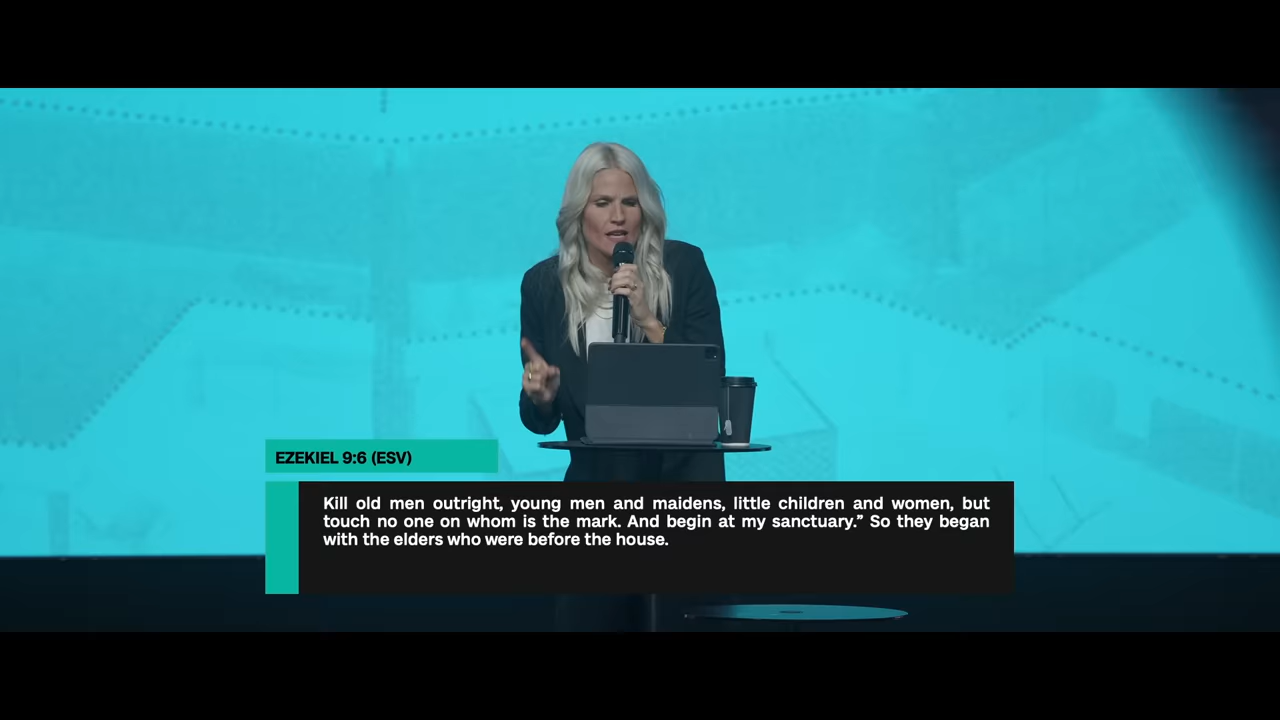 EZEKIEL 9:6 (ESV)
Kill old men outright, young men and maidens, little children and women, but
touch no one on whom is the mark. And begin at my sanctuary.” So they began
with the elders who were before the house.